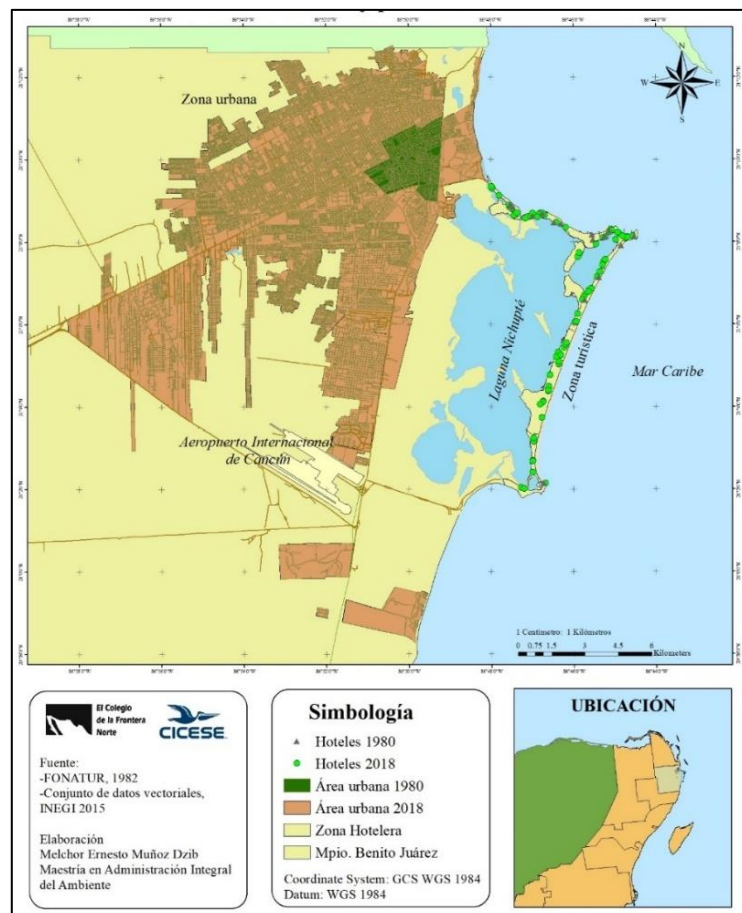 N
W
E
S
Zona urbana
Laguna Nichupté
Zona turística
Mar Caribe
Aeropuerto Internacional
de Cancún
1 Centimetro: 1 Kilómetros
0 0.75 1.5 3 4.5 6
Kilometers
El Colegio
de la Frontera
Norte
CICESE
Fuente:
-FONATUR, 1982
-Conjunto de datos vectoriales,
INEGI 2015
Elaboración
Melchor Ernesto Muñoz Dzib
Maestría en Administración Integral
del Ambiente
Simbología
Hoteles 1980
Hoteles 2018
Área urbana 1980
Área urbana 2018
Zona Hotelera
Mpio. Benito Juárez
Coordinate System: GCS WGS 1984
Datum: WGS 1984
UBICACIÓN